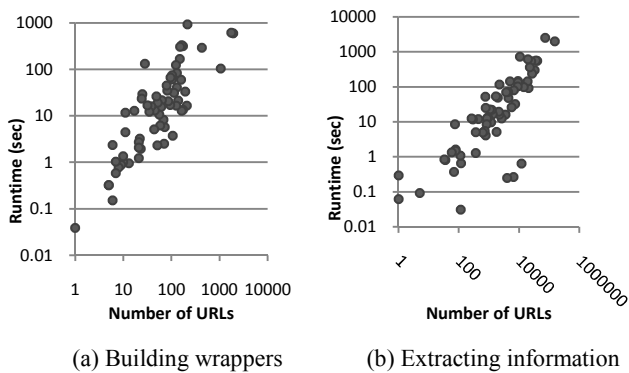 1000
100
10
1
0.1
0.01
Runtime (sec)
1 10 100 1000 10000
Number of URLs
(a) Building wrappers
10000
1000
100
10
1
0.1
0.01
Runtime (sec)
1 100 10000 1000000
Number of URLs
(b) Extracting information